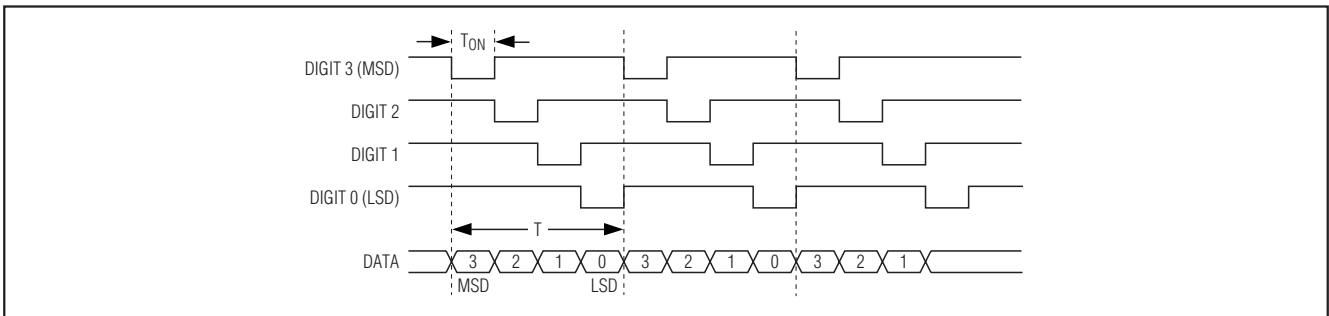 TON
DIGIT 3 (MSD)
DIGIT 2
DIGIT 1
DIGIT 0 (LSD)
T
DATA 3 2 1 0 3 2 1 0 3 2 1
MSD LSD